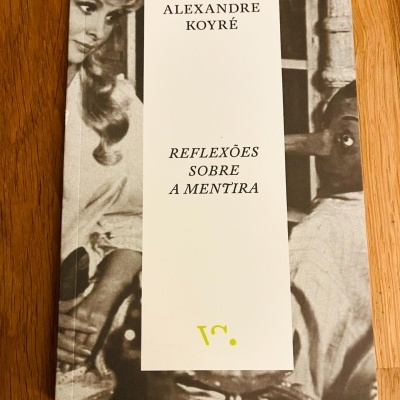 ALEXANDRE
KOYRÉ
REFLEXÕES
SOBRE
A MENTIRA